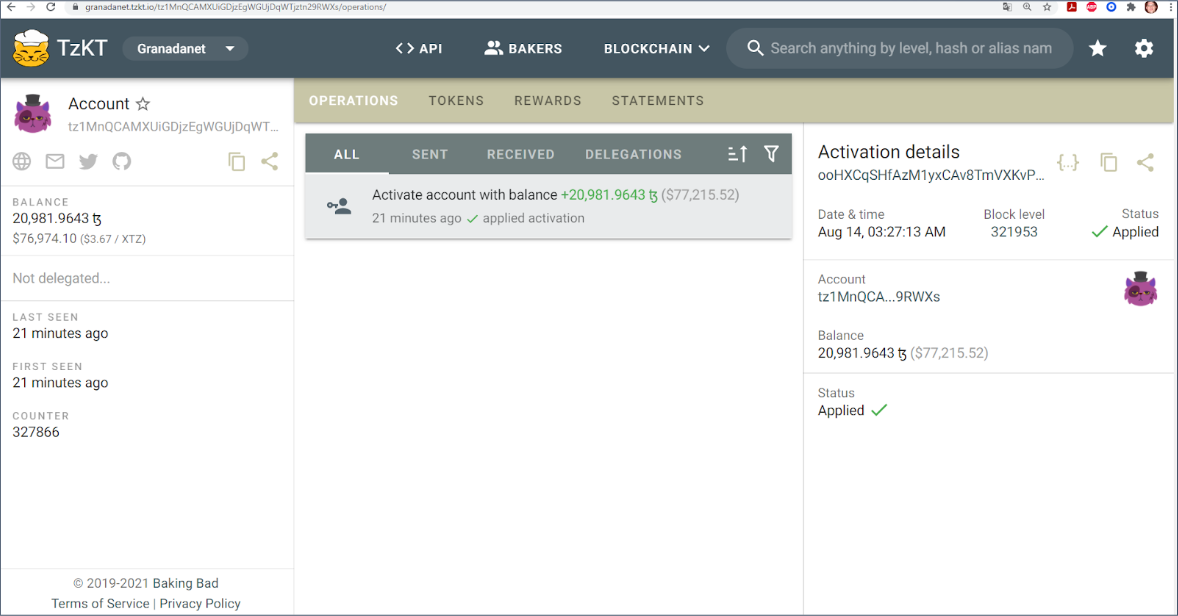 granadanet.tzkt.io/tz1MnQCAMXUiGDjzEgWGUjDqWTjztn29RWXs/operations/
TzKT
Granadanet
<> API
BAKERS
BLOCKCHAIN
Search anything by level, hash or alias nam
Account
tz1MnQCAMXUiGDjzEgWGUjDqWT...
BALANCE
20,981.9643 ꜩ
$76,974.10 ($3.67 / XTZ)
Not delegated...
LAST SEEN
21 minutes ago
FIRST SEEN
21 minutes ago
COUNTER
327866
© 2019-2021 Baking Bad
Terms of Service | Privacy Policy
OPERATIONS TOKENS REWARDS STATEMENTS
ALL SENT RECEIVED DELEGATIONS
Activate account with balance +20,981.9643 ꜩ ($77,215.52)
21 minutes ago ✓ applied activation
Activation details
ooHXCqSHfAzM1yxCAv8TmVXKvP...
{...}
Date & time Block level Status
Aug 14, 03:27:13 AM 321953 ✓ Applied
Account
tz1MnQCA...9RWXs
Balance
20,981.9643 ꜩ ($77,215.52)
Status
Applied ✓